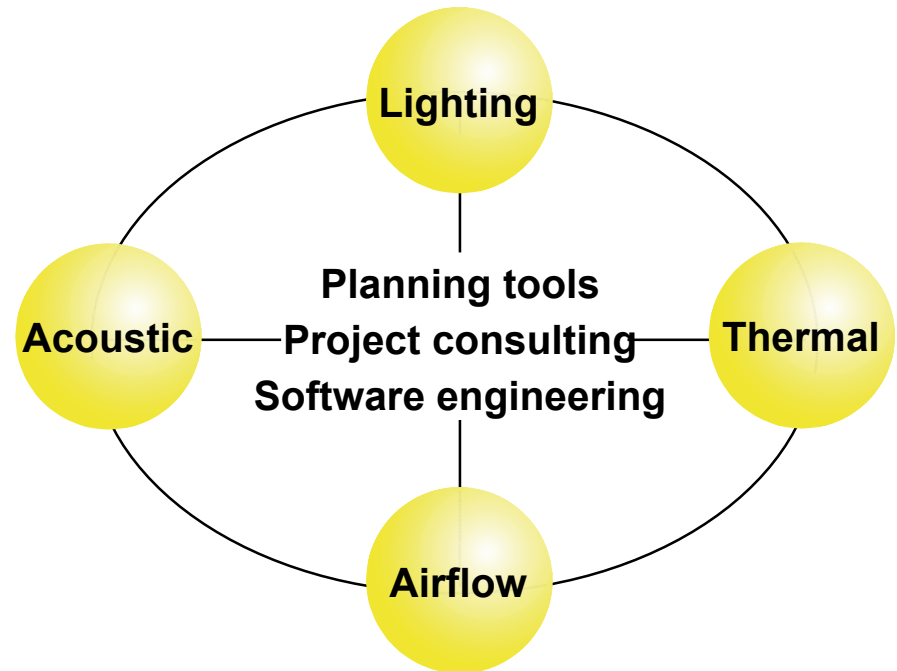 Lighting
Planning tools
Acoustic
Project consulting
Thermal
Software engineering
Airflow